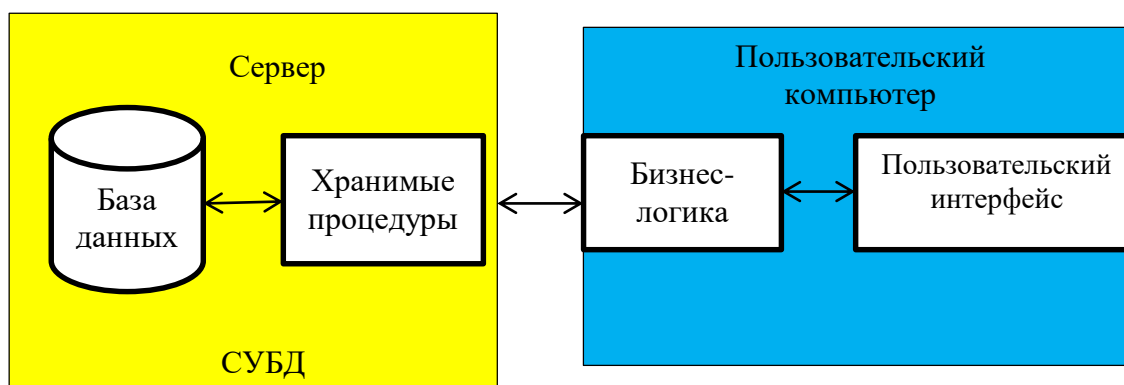 Сервер
База
данных
Хранимые
процедуры
СУБД
Пользовательский
компьютер
Бизнес-
логика
Пользовательский
интерфейс